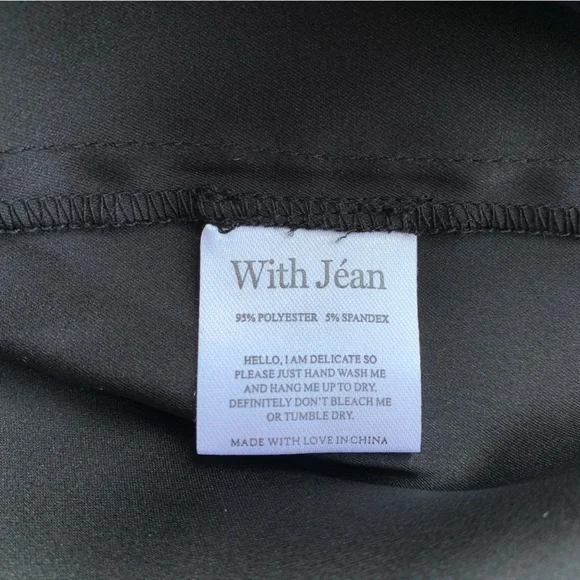 With Jéan
95% POLYESTER 5% SPANDEX
HELLO, I AM DELICATE SO
PLEASE JUST HAND WASH ME
AND HANG ME UP TO DRY.
DEFINITELY DON'T BLEACH ME
OR TUMBLE DRY.
MADE WITH LOVE IN CHINA